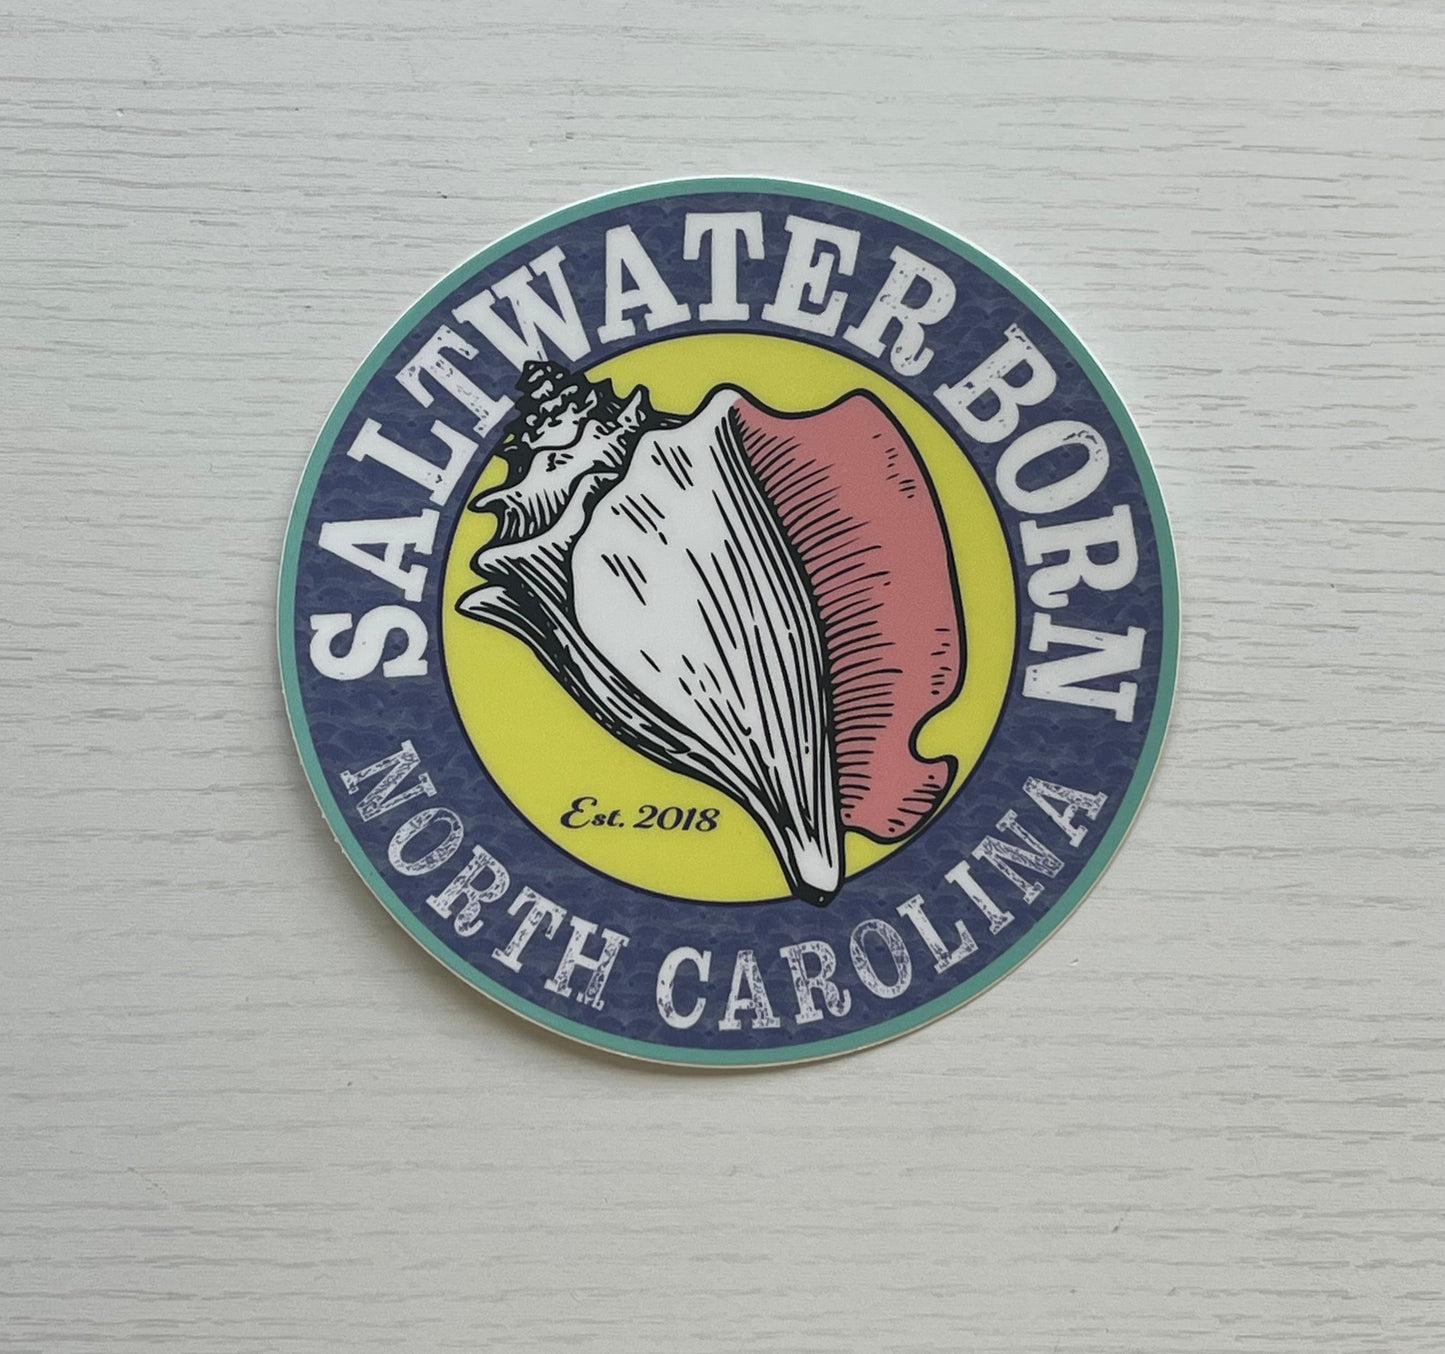 SALTWATER BORN
Est. 2018
NORTH CAROLINA